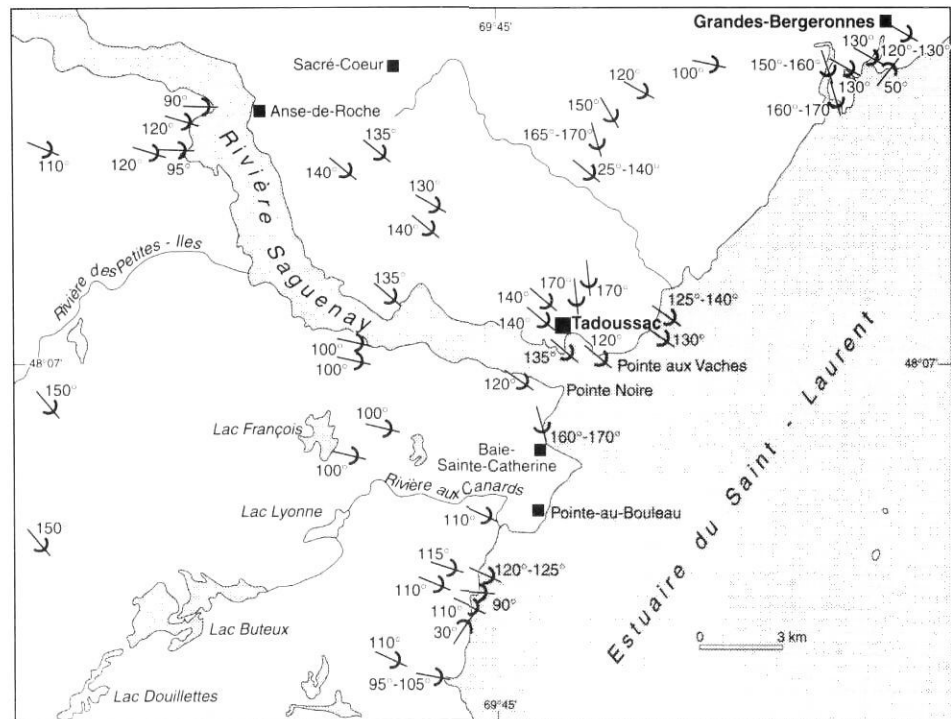 69°45'
Grandes-Bergeronnes
Sacré-Coeur
130°
120°-130°
150°-160°
100°
120°
130°
50°
90°
Anse-de-Roche
150°
160°-170
120°
165°-170°
135°
110°
120°
95°
140°
25°-140°
Rivière Saguenay
130°
140°
Rivière des Petites - Iles
135°
170°
170°
140°
125°-140°
140°
Tadoussac
130°
100°
135°
120°
48°07'
100°
Pointe aux Vaches
48°07'
120°
Pointe Noire
150°
100°
Lac François
160°-170°
Baie-
Sainte-Catherine
100°
Rivière aux Canards
Lac Lyonne
110°
Pointe-au-Bouleau
150
Estuaire du Saint - Laurent
115°
120°-125°
110°
90°
110°
30°
Lac Buteux
0 3 km
110°
95°-105°
Lac Douillettes
69°45'